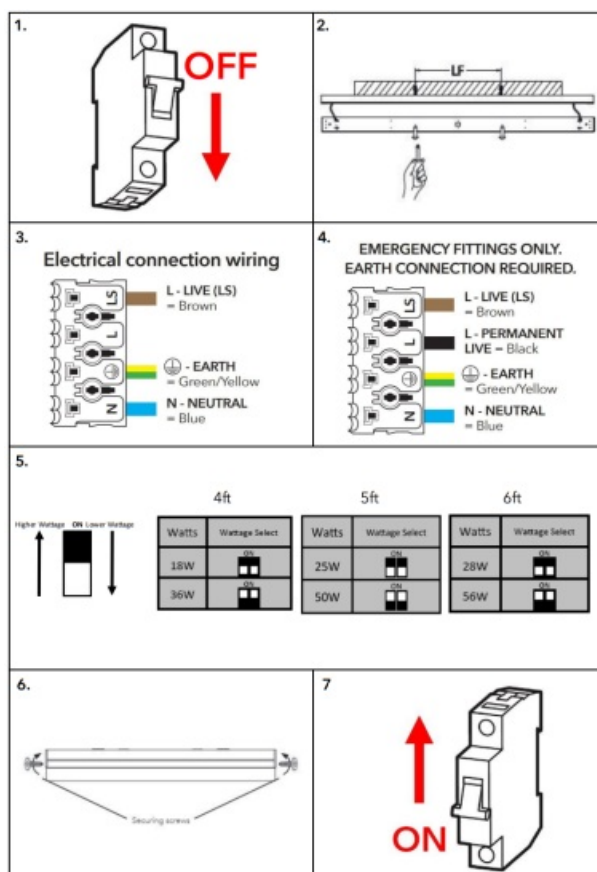 1.
OFF
2.
LF
3.
Electrical connection wiring
LS
L - LIVE (LS)
= Brown
L
- EARTH
= Green/Yellow
N
N - NEUTRAL
= Blue
4.
EMERGENCY FITTINGS ONLY.
EARTH CONNECTION REQUIRED.
LS
L - LIVE (LS)
= Brown
L
L - PERMANENT
LIVE = Black
- EARTH
= Green/Yellow
N
N - NEUTRAL
= Blue
5.
Higher Wattage ON Lower Wattage
4ft
Watts Wattage Select
18W ON
36W ON
5ft
Watts Wattage Select
25W ON
50W ON
6ft
Watts Wattage Select
28W ON
56W ON
6.
Securing screws
7
ON